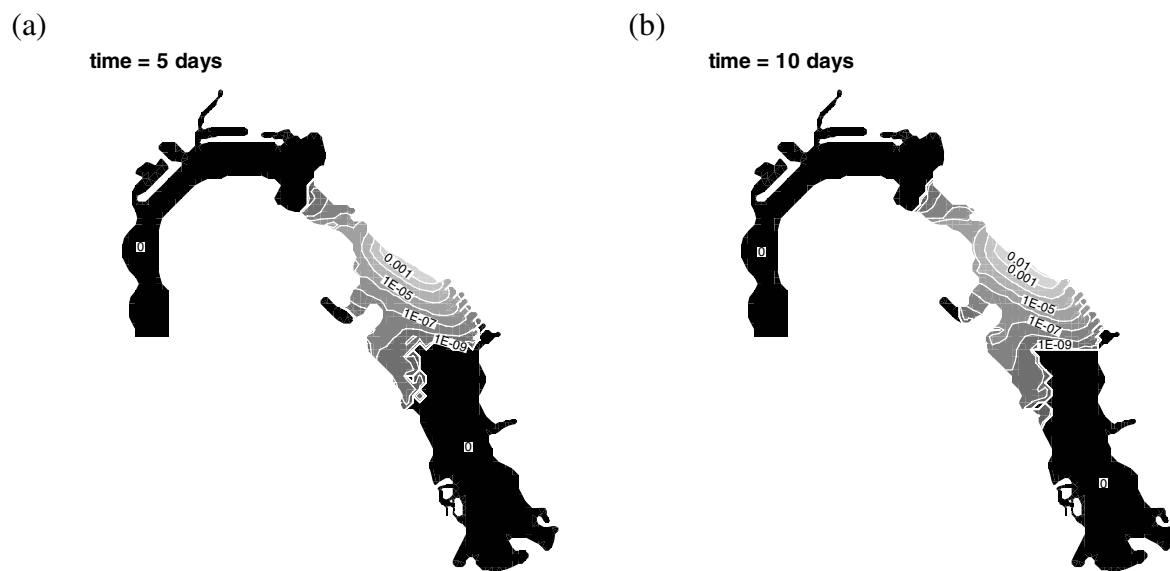 (a)
time = 5 days
0
0.001
1E-05
1E-07
1E-09
0
(b)
time = 10 days
0
0.01
0.001
1E-05
1E-07
1E-09
0